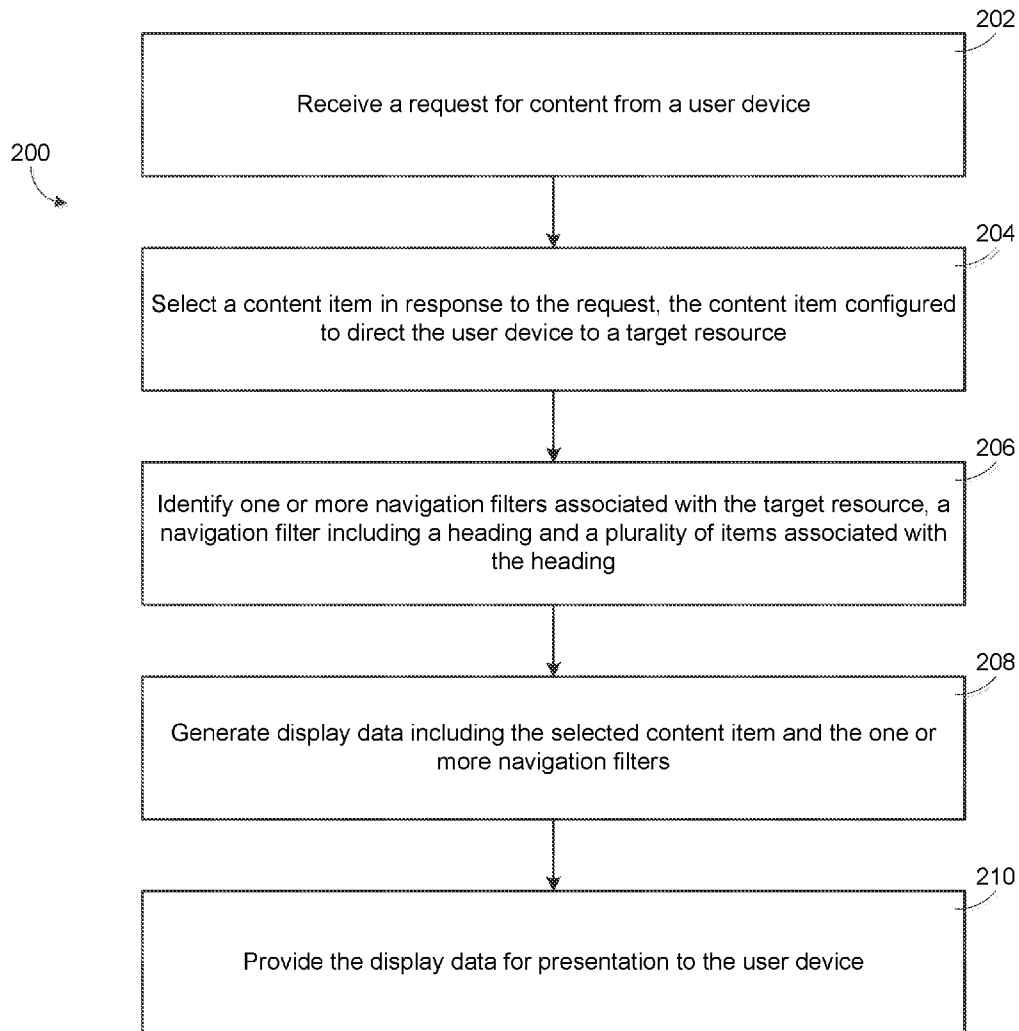 202
Receive a request for content from a user device
200
204
Select a content item in response to the request, the content item configured
to direct the user device to a target resource
206
Identify one or more navigation filters associated with the target resource, a
navigation filter including a heading and a plurality of items associated with
the heading
208
Generate display data including the selected content item and the one or
more navigation filters
210
Provide the display data for presentation to the user device